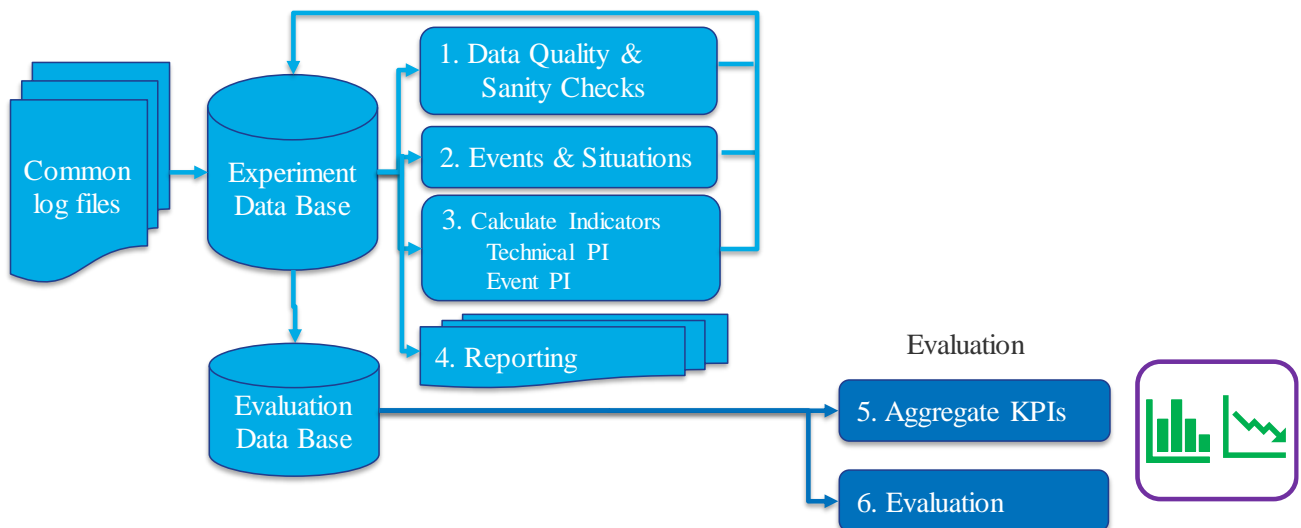 1. Data Quality &
Sanity Checks
Common
log files
Experiment
Data Base
2. Events & Situations
3. Calculate Indicators
Technical PI
Event PI
4. Reporting
Evaluation
Data Base
Evaluation
5. Aggregate KPIs
6. Evaluation